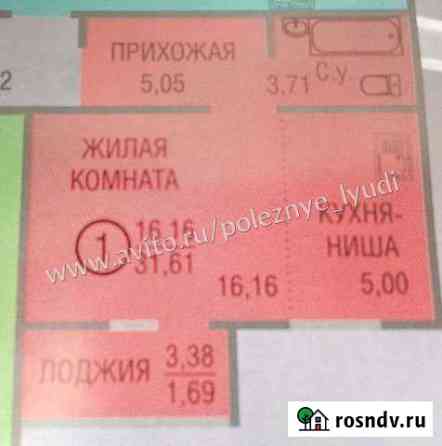 ПРИХОЖАЯ
5,05
3.71
С.у.
2
ЖИЛАЯ
КОМНАТА
1
16.16
31,61
www.avito.ru/poleznye_lyudi
КУХНЯ-
НИША
16,16
5,00
ЛОДЖИЯ
3,38
1,69
rosndv.ru